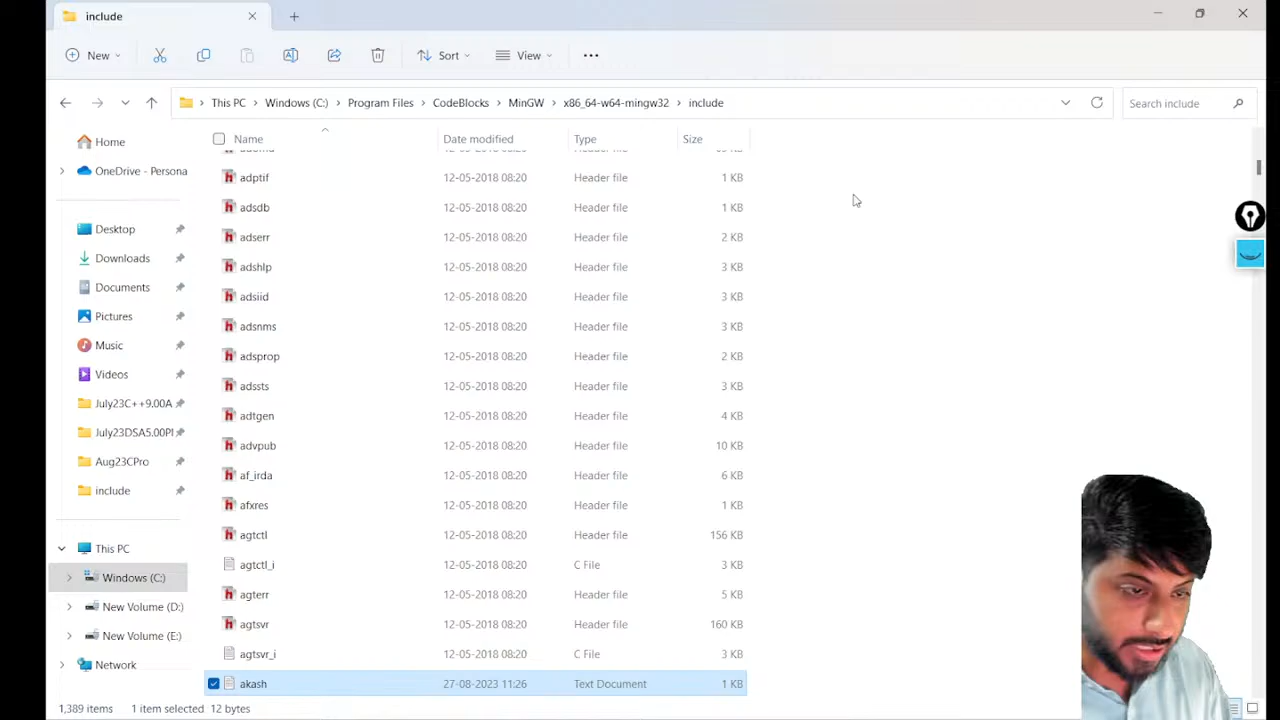 include
New
Sort
View
This PC > Windows (C:) > Program Files > CodeBlocks > MinGW > x86_64-w64-mingw32 > include
Search include
Home
OneDrive - Persona
Desktop
Downloads
Documents
Pictures
Music
Videos
July23C++9.00A
July23DSA5.00PI
Aug23CPro
include
This PC
Windows (C:)
New Volume (D:)
New Volume (E:)
Network
Name Date modified Type Size
adptif 12-05-2018 08:20 Header file 1 KB
adsdb 12-05-2018 08:20 Header file 1 KB
adserr 12-05-2018 08:20 Header file 2 KB
adshlp 12-05-2018 08:20 Header file 3 KB
adsiid 12-05-2018 08:20 Header file 3 KB
adsnms 12-05-2018 08:20 Header file 3 KB
adsprop 12-05-2018 08:20 Header file 2 KB
adssts 12-05-2018 08:20 Header file 3 KB
adtgen 12-05-2018 08:20 Header file 4 KB
advpub 12-05-2018 08:20 Header file 10 KB
af_irda 12-05-2018 08:20 Header file 6 KB
afxres 12-05-2018 08:20 Header file 1 KB
agtctl 12-05-2018 08:20 Header file 156 KB
agtctl_i 12-05-2018 08:20 C File 3 KB
agterr 12-05-2018 08:20 Header file 5 KB
agtsvr 12-05-2018 08:20 Header file 160 KB
agtsvr_i 12-05-2018 08:20 C File 3 KB
akash 27-08-2023 11:26 Text Document 1 KB
1,389 items 1 item selected 12 bytes